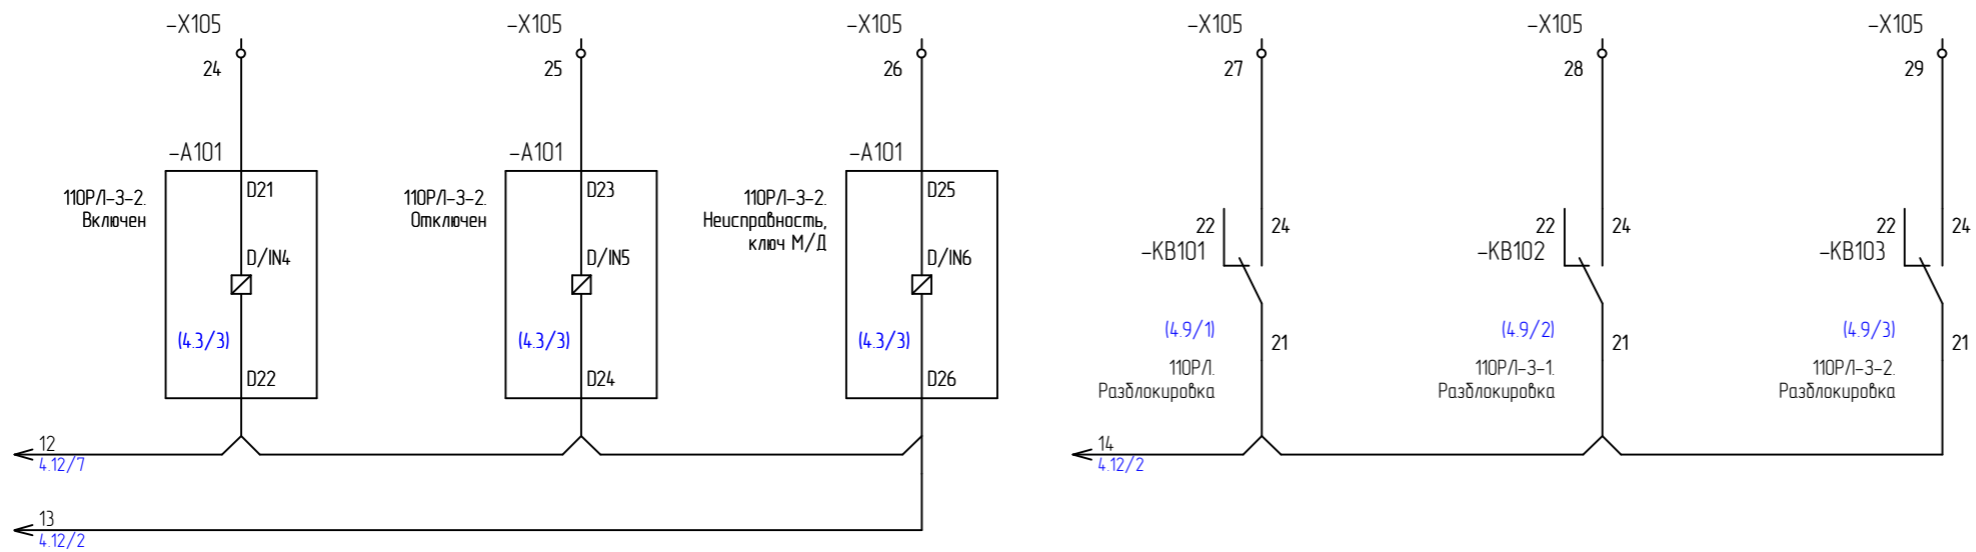 -X105
-X105
-X105
-X105
-X105
-X105
24
25
26
27
28
29
-A101
-A101
-A101
110РЛ-3-2.
Включен
D21
D/IN4
(4.3/3)
D22
110РЛ-3-2.
Отключен
D23
D/IN5
(4.3/3)
D24
110РЛ-3-2.
Неисправность,
ключ М/Д
D25
D/IN6
(4.3/3)
D26
22
24
-KB101
(4.9/1)
21
110РЛ.
Разблокировка
22
24
-KB102
(4.9/2)
21
110РЛ-3-1.
Разблокировка
22
24
-KB103
(4.9/3)
21
110РЛ-3-2.
Разблокировка
12
4.12/7
13
4.12/2
14
4.12/2